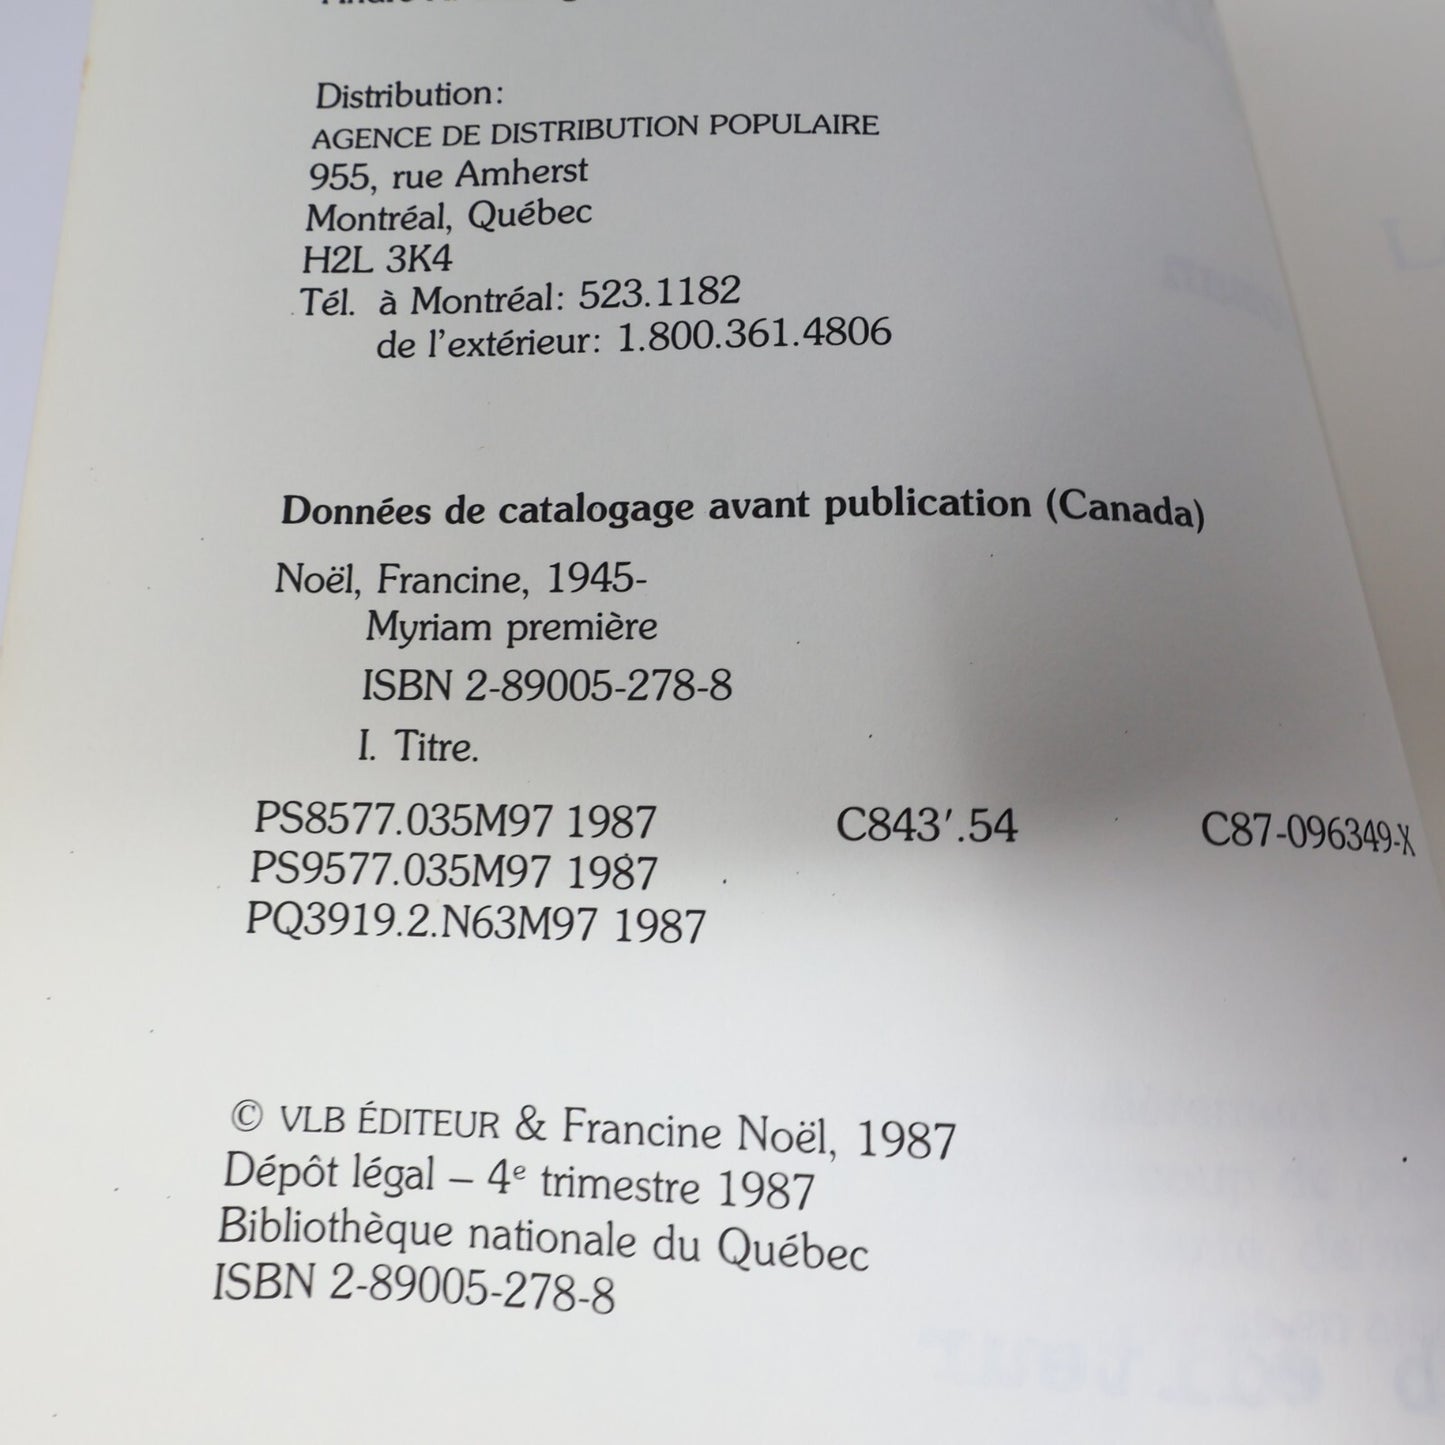 Distribution:
AGENCE DE DISTRIBUTION POPULAIRE
955, rue Amherst
Montréal, Québec
H2L 3K4
Tél. à Montréal: 523.1182
de l'extérieur: 1.800.361.4806
Données de catalogage avant publication (Canada)
Noël, Francine, 1945-
Myriam première
ISBN 2-89005-278-8
I. Titre.
PS8577.035M97 1987 C843'.54 C87-096349-X
PS9577.035M97 1987
PQ3919.2.N63M97 1987
© VLB ÉDITEUR & Francine Noël, 1987
Dépôt légal – 4e trimestre 1987
Bibliothèque nationale du Québec
ISBN 2-89005-278-8